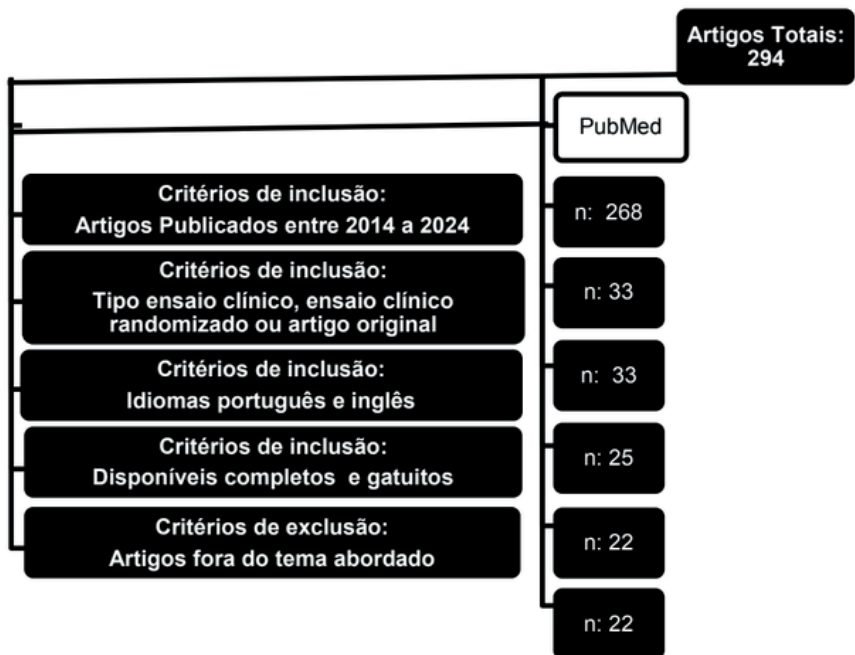 Artigos Totais:
294
PubMed
Critérios de inclusão:
Artigos Publicados entre 2014 a 2024
n: 268
Critérios de inclusão:
Tipo ensaio clínico, ensaio clínico
randomizado ou artigo original
n: 33
Critérios de inclusão:
Idiomas português e inglês
n: 33
Critérios de inclusão:
Disponíveis completos e gatuitos
n: 25
Critérios de exclusão:
Artigos fora do tema abordado
n: 22
n: 22